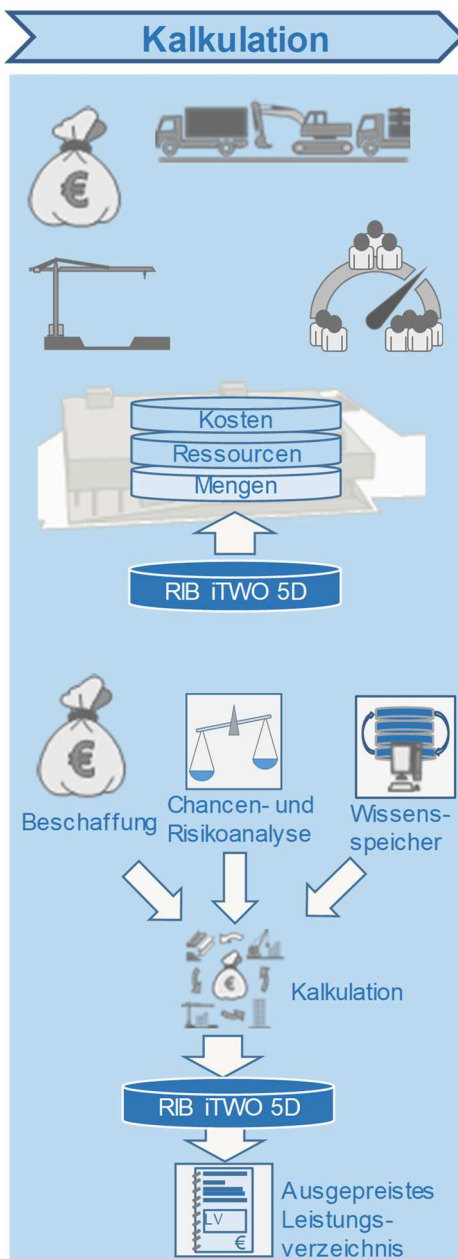 Kalkulation
€
Kosten
Ressourcen
Mengen
RIB iTWO 5D
€
Beschaffung
Chancen- und
Risikoanalyse
Wissens-
speicher
€
Kalkulation
RIB iTWO 5D
LV
€
Ausgepreistes
Leistungs-
verzeichnis